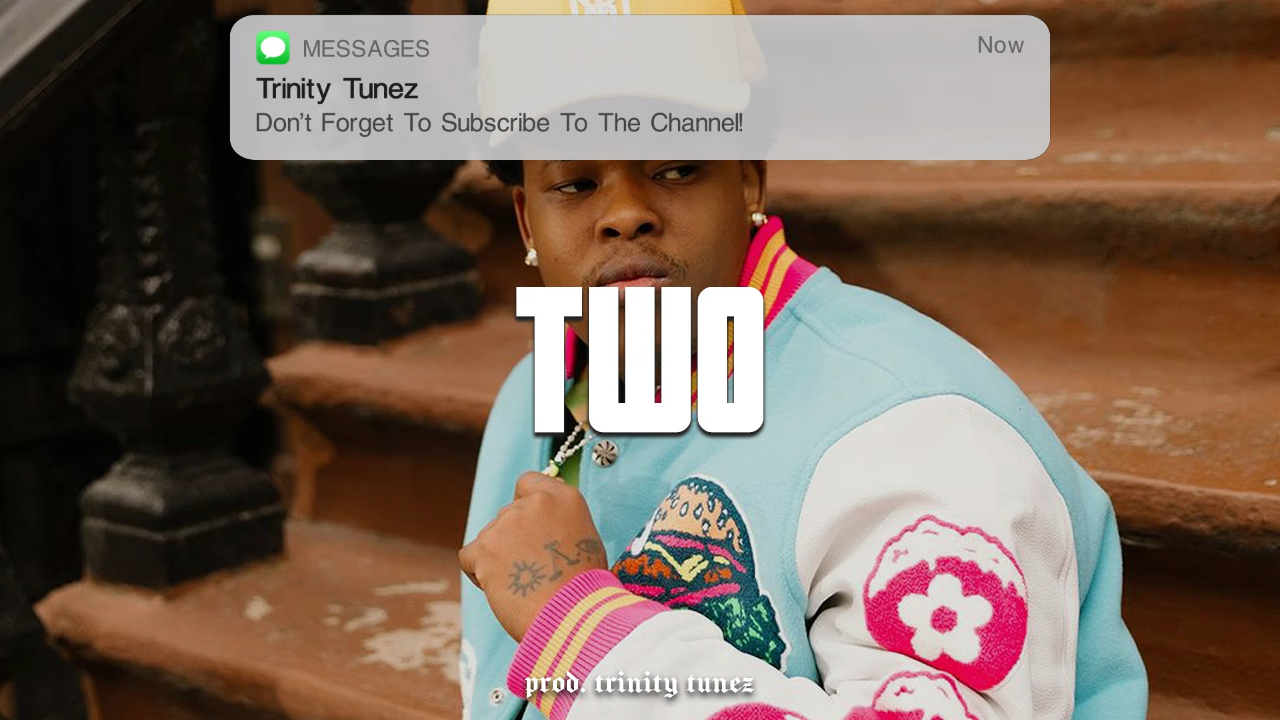 MESSAGES
Now
Trinity Tunez
Don't Forget To Subscribe To The Channel!
TWO
prod. trinity tunez